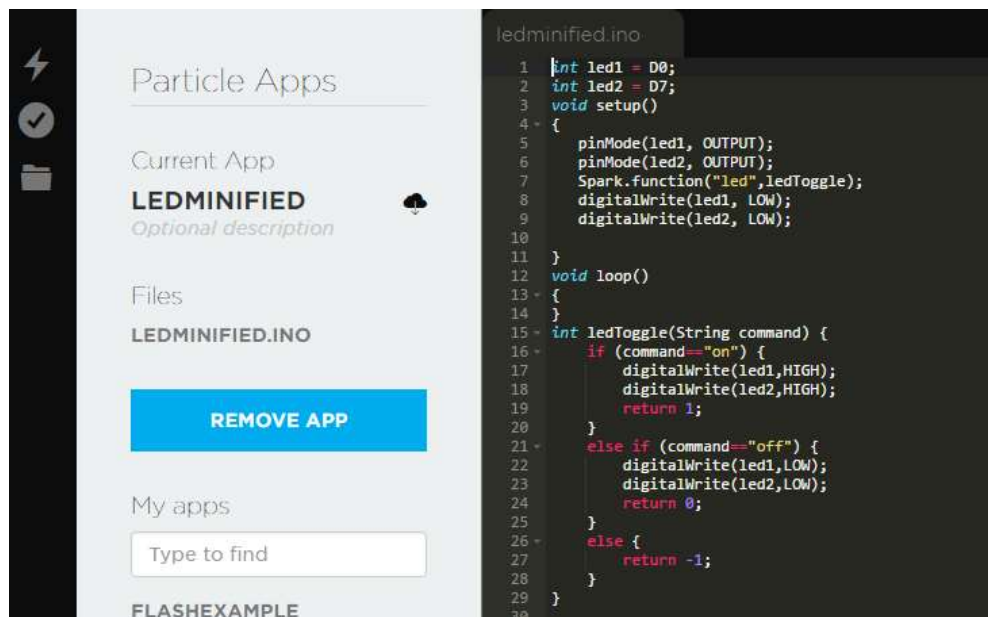 Particle Apps
Current App
LEDMINIFIED
Optional description
Files
LEDMINIFIED.INO
REMOVE APP
My apps
Type to find
FLASHEXAMPLE
ledminified.ino
1 int led1 = D0;
2 int led2 = D7;
3 void setup()
4 {
5 pinMode(led1, OUTPUT);
6 pinMode(led2, OUTPUT);
7 Spark.function("led",ledToggle);
8 digitalWrite(led1, LOW);
9 digitalWrite(led2, LOW);
10
11 }
12 void loop()
13 {
14 }
15 int ledToggle(String command) {
16 if (command=="on") {
17 digitalWrite(led1,HIGH);
18 digitalWrite(led2,HIGH);
19 return 1;
20 }
21 else if (command=="off") {
22 digitalWrite(led1,LOW);
23 digitalWrite(led2,LOW);
24 return 0;
25 }
26 else {
27 return -1;
28 }
29 }
30